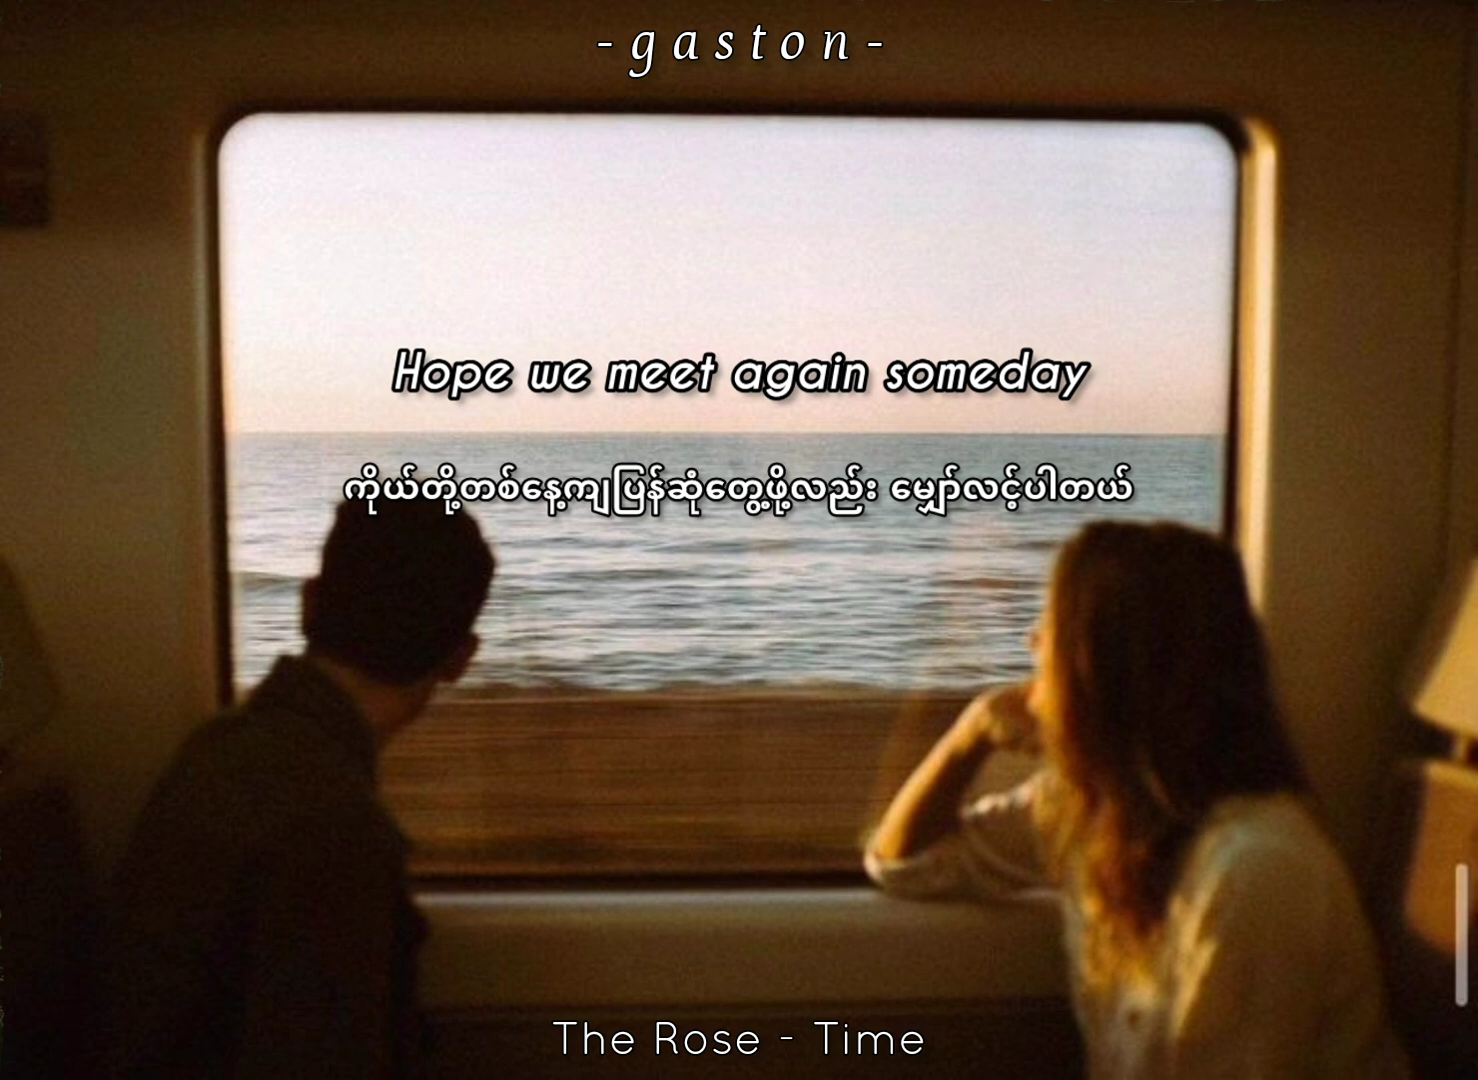 - g a s t o n -
Hope we meet again someday
ကိုယ်တို့တစ်နေ့ကျပြန်ဆုံတွေ့ဖို့လည်း မျှော်လင့်ပါတယ်
The Rose - Time